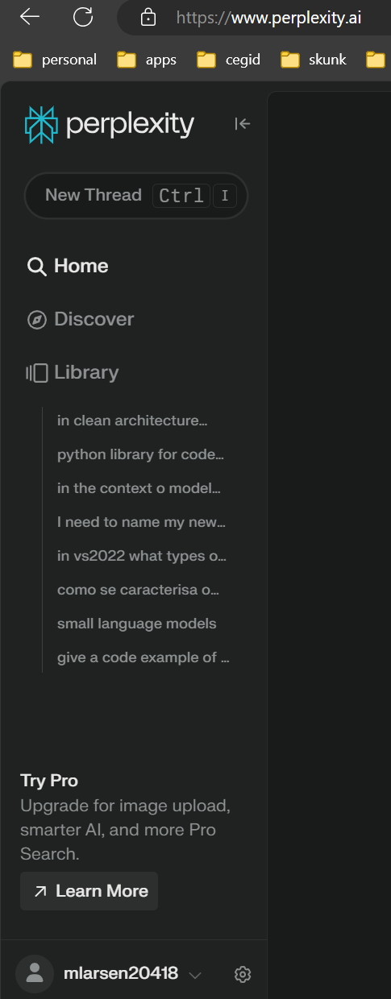 https://www.perplexity.ai
personal apps cegid skunk
perplexity
New Thread Ctrl I
Home
Discover
Library
in clean architecture...
python library for code...
in the context o model...
I need to name my new...
in vs2022 what types o...
como se caracterisa o...
small language models
give a code example of ...
Try Pro
Upgrade for image upload,
smarter AI, and more Pro
Search.
Learn More
mlarsen20418